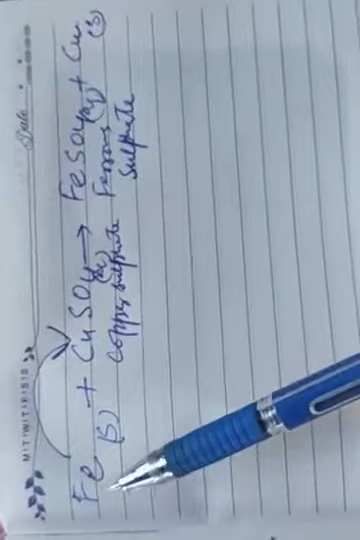 Date
M T W T F S S
Fe (s) + CuSO4 (aq) → FeSO4 (aq) + Cu (s)
Copper sulphate Ferrous
Sulphate